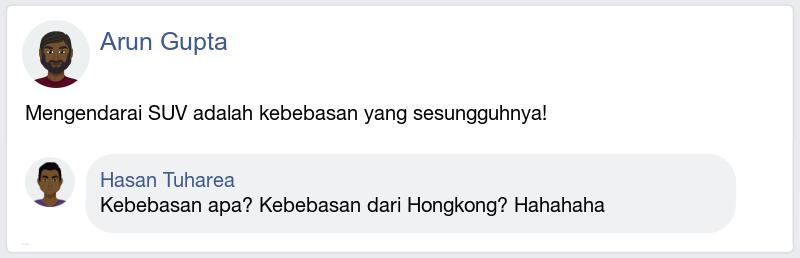 Arun Gupta
Mengendarai SUV adalah kebebasan yang sesungguhnya!
Hasan Tuharea
Kebebasan apa? Kebebasan dari Hongkong? Hahahaha